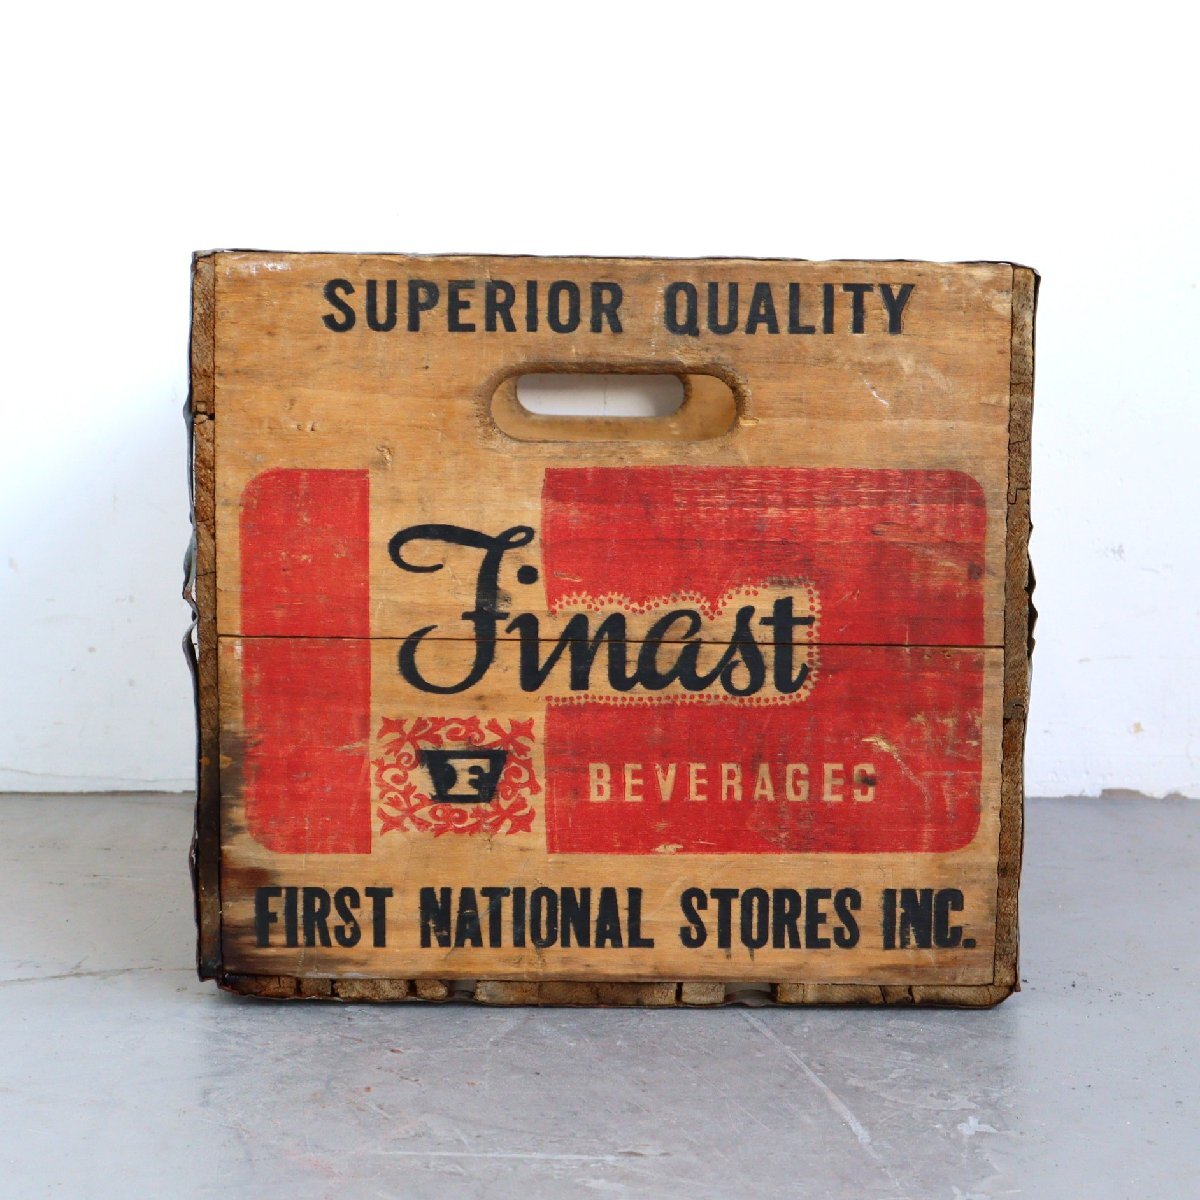 SUPERIOR QUALITY
Finast
F
BEVERAGES
FIRST NATIONAL STORES INC.